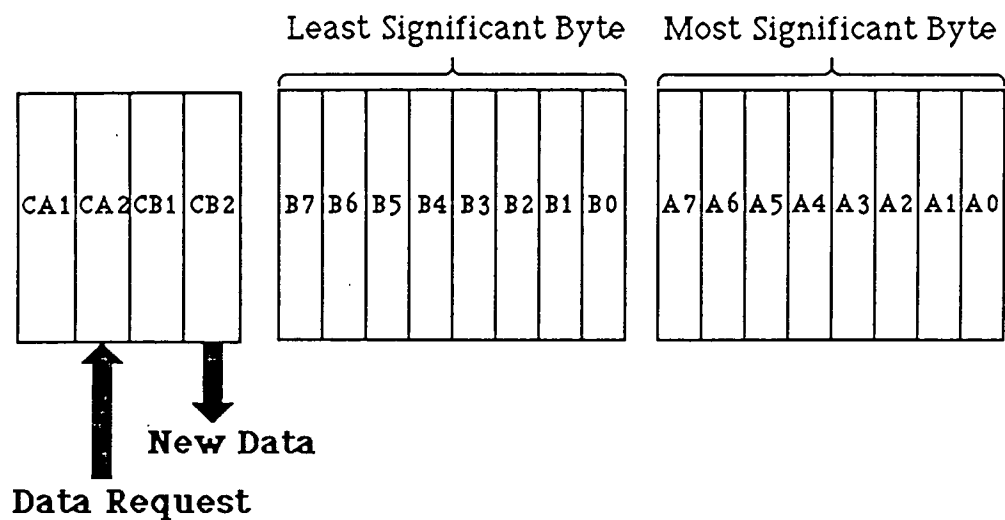 Least Significant Byte Most Significant Byte
CA1 CA2 CB1 CB2 B7 B6 B5 B4 B3 B2 B1 B0 A7 A6 A5 A4 A3 A2 A1 A0
New Data
Data Request